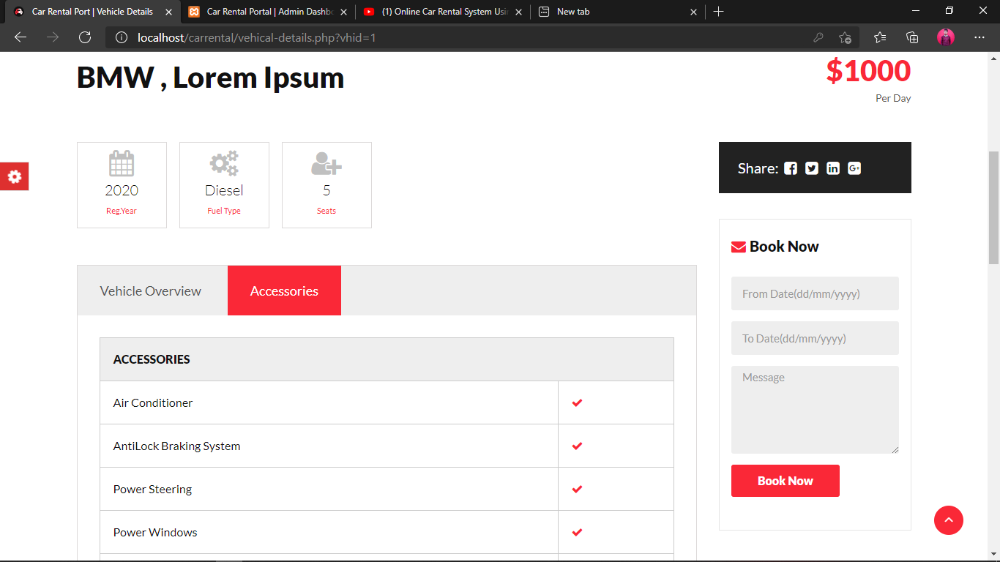 Car Rental Port | Vehicle Details
Car Rental Portal | Admin Dashbo
(1) Online Car Rental System Usin
New tab
localhost/carrental/vehical-details.php?vhid=1
BMW , Lorem Ipsum
$1000
Per Day
2020
Reg.Year
Diesel
Fuel Type
5
Seats
Share:
Vehicle Overview
Accessories
ACCESSORIES
Air Conditioner
AntiLock Braking System
Power Steering
Power Windows
Book Now
From Date(dd/mm/yyyy)
To Date(dd/mm/yyyy)
Message
Book Now